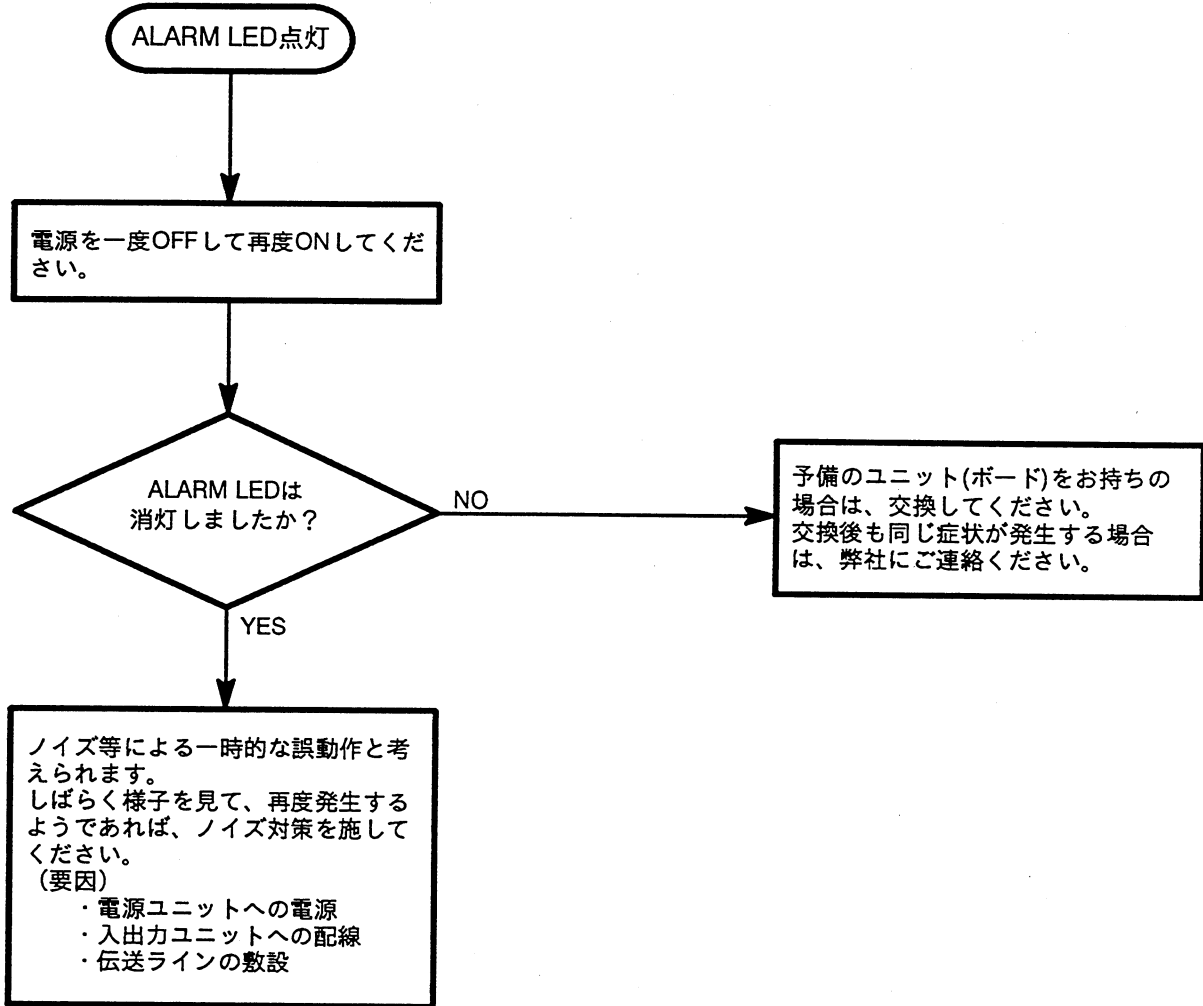 ALARM LED点灯
電源を一度OFFして再度ONしてくだ
さい。
ALARM LEDは
消灯しましたか？
NO
予備のユニット(ボード)をお持ちの
場合は、交換してください。
交換後も同じ症状が発生する場合
は、弊社にご連絡ください。
YES
ノイズ等による一時的な誤動作と考
えられます。
しばらく様子を見て、再度発生する
ようであれば、ノイズ対策を施して
ください。
（要因）
・電源ユニットへの電源
・入出力ユニットへの配線
・伝送ラインの敷設